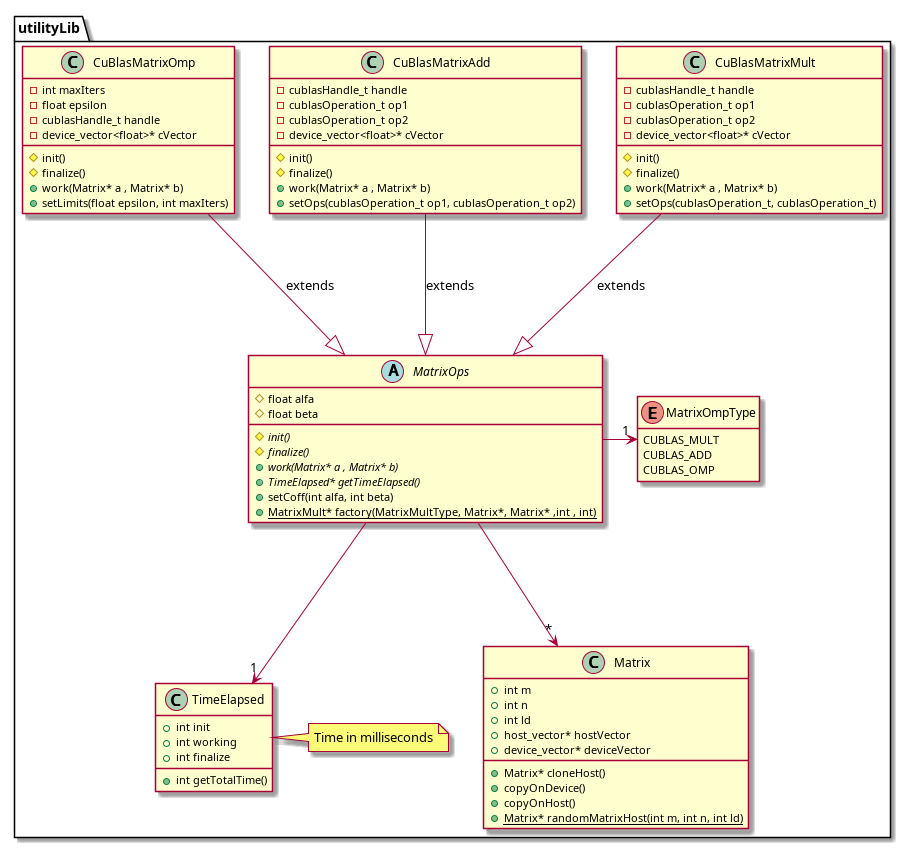 utilityLib
C CuBlasMatrixOmp
int maxIters
float epsilon
cublasHandle_t handle
device_vector<float>* cVector
init()
finalize()
work(Matrix* a , Matrix* b)
setLimits(float epsilon, int maxIters)
C CuBlasMatrixAdd
cublasHandle_t handle
cublasOperation_t op1
cublasOperation_t op2
device_vector<float>* cVector
init()
finalize()
work(Matrix* a , Matrix* b)
setOps(cublasOperation_t op1, cublasOperation_t op2)
C CuBlasMatrixMult
cublasHandle_t handle
cublasOperation_t op1
cublasOperation_t op2
device_vector<float>* cVector
init()
finalize()
work(Matrix* a , Matrix* b)
setOps(cublasOperation_t, cublasOperation_t)
extends
extends
extends
A MatrixOps
float alfa
float beta
init()
finalize()
work(Matrix* a , Matrix* b)
TimeElapsed* getTimeElapsed()
setCoff(int alfa, int beta)
MatrixMult* factory(MatrixMultType, Matrix*, Matrix* ,int , int)
1
E MatrixOmpType
CUBLAS_MULT
CUBLAS_ADD
CUBLAS_OMP
1
*
C TimeElapsed
int init
int working
int finalize
int getTotalTime()
Time in milliseconds
C Matrix
int m
int n
int ld
host_vector* hostVector
device_vector* deviceVector
Matrix* cloneHost()
copyOnDevice()
copyOnHost()
Matrix* randomMatrixHost(int m, int n, int ld)